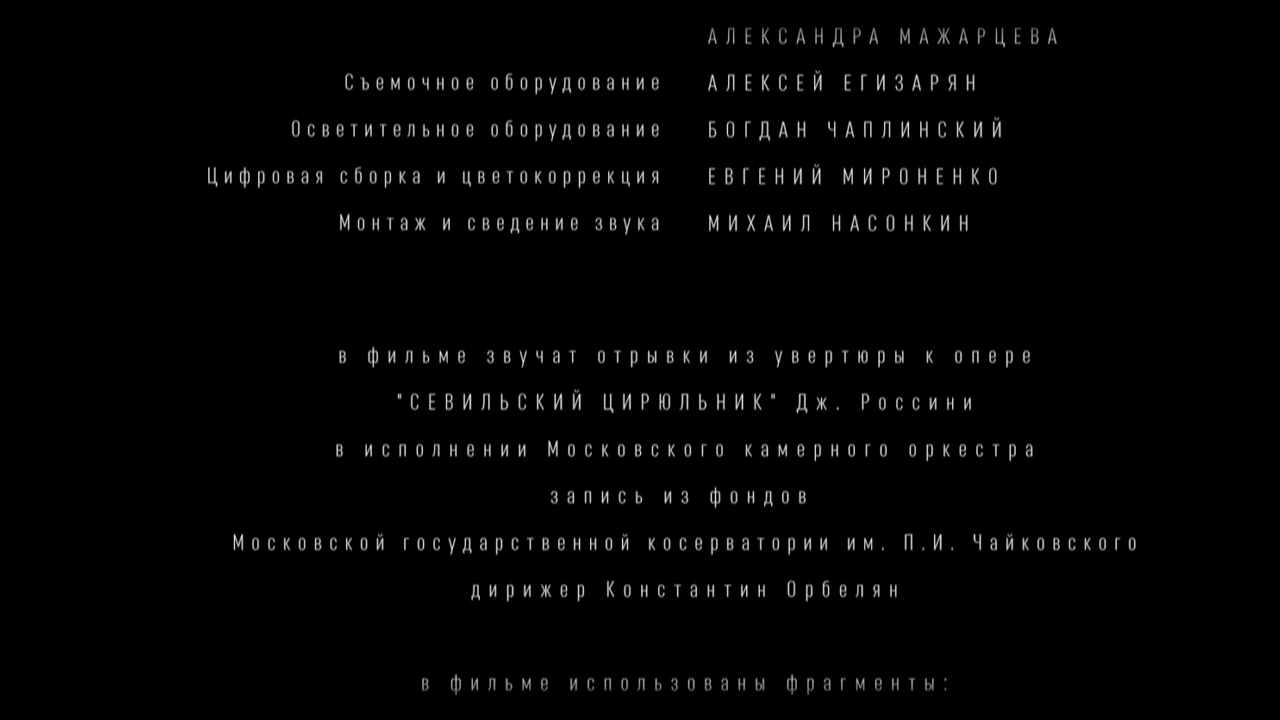 АЛЕКСАНДРА МАЖАРЦЕВА
Съемочное оборудование АЛЕКСЕЙ ЕГИЗАРЯН
Осветительное оборудование БОГДАН ЧАПЛИНСКИЙ
Цифровая сборка и цветокоррекция ЕВГЕНИЙ МИРОНЕНКО
Монтаж и сведение звука МИХАИЛ НАСОНКИН
в фильме звучат отрывки из увертюры к опере
"СЕВИЛЬСКИЙ ЦИРЮЛЬНИК" Дж. Россини
в исполнении Московского камерного оркестра
запись из фондов
Московской государственной косерватории им. П.И. Чайковского
дирижер Константин Орбелян
в фильме использованы фрагменты: